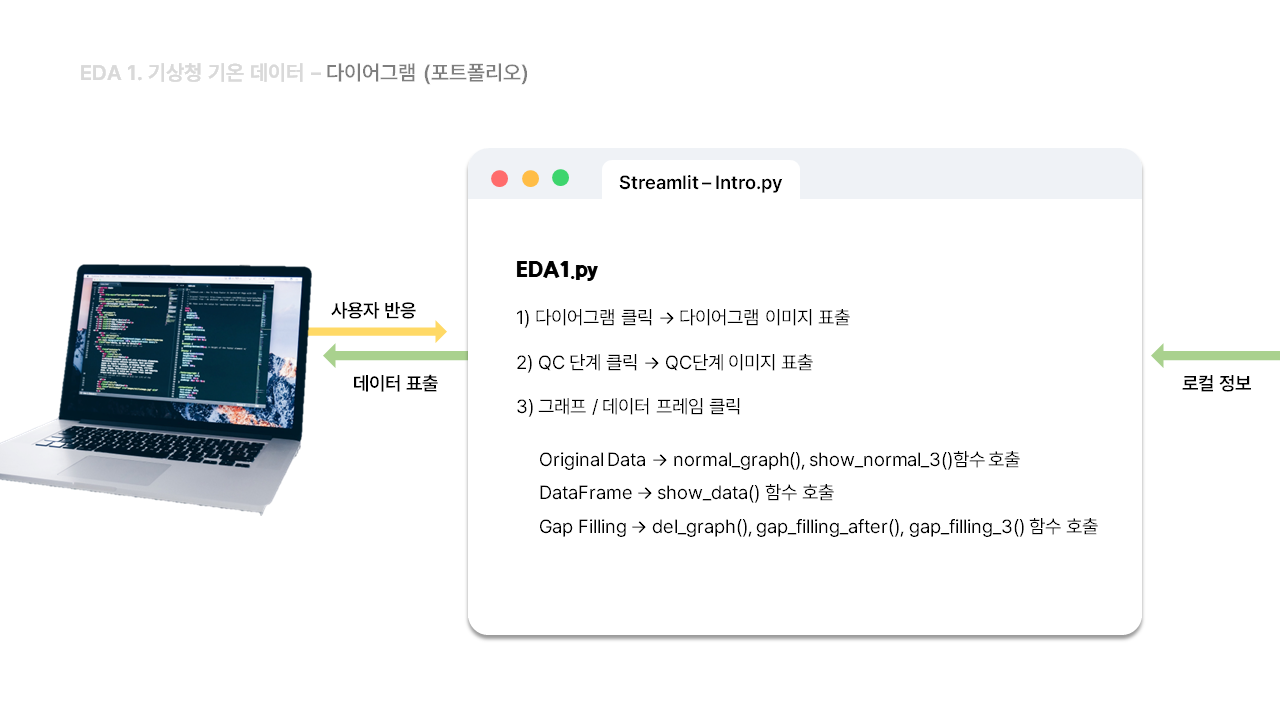 EDA 1. 기상청 기온 데이터 – 다이어그램 (포트폴리오)
Streamlit – Intro.py
EDA1.py
사용자 반응
데이터 표출
1) 다이어그램 클릭 → 다이어그램 이미지 표출
2) QC 단계 클릭 → QC단계 이미지 표출
3) 그래프 / 데이터 프레임 클릭
Original Data → normal_graph(), show_normal_3()함수 호출
DataFrame → show_data() 함수 호출
Gap Filling → del_graph(), gap_filling_after(), gap_filling_3() 함수 호출
로컬 정보